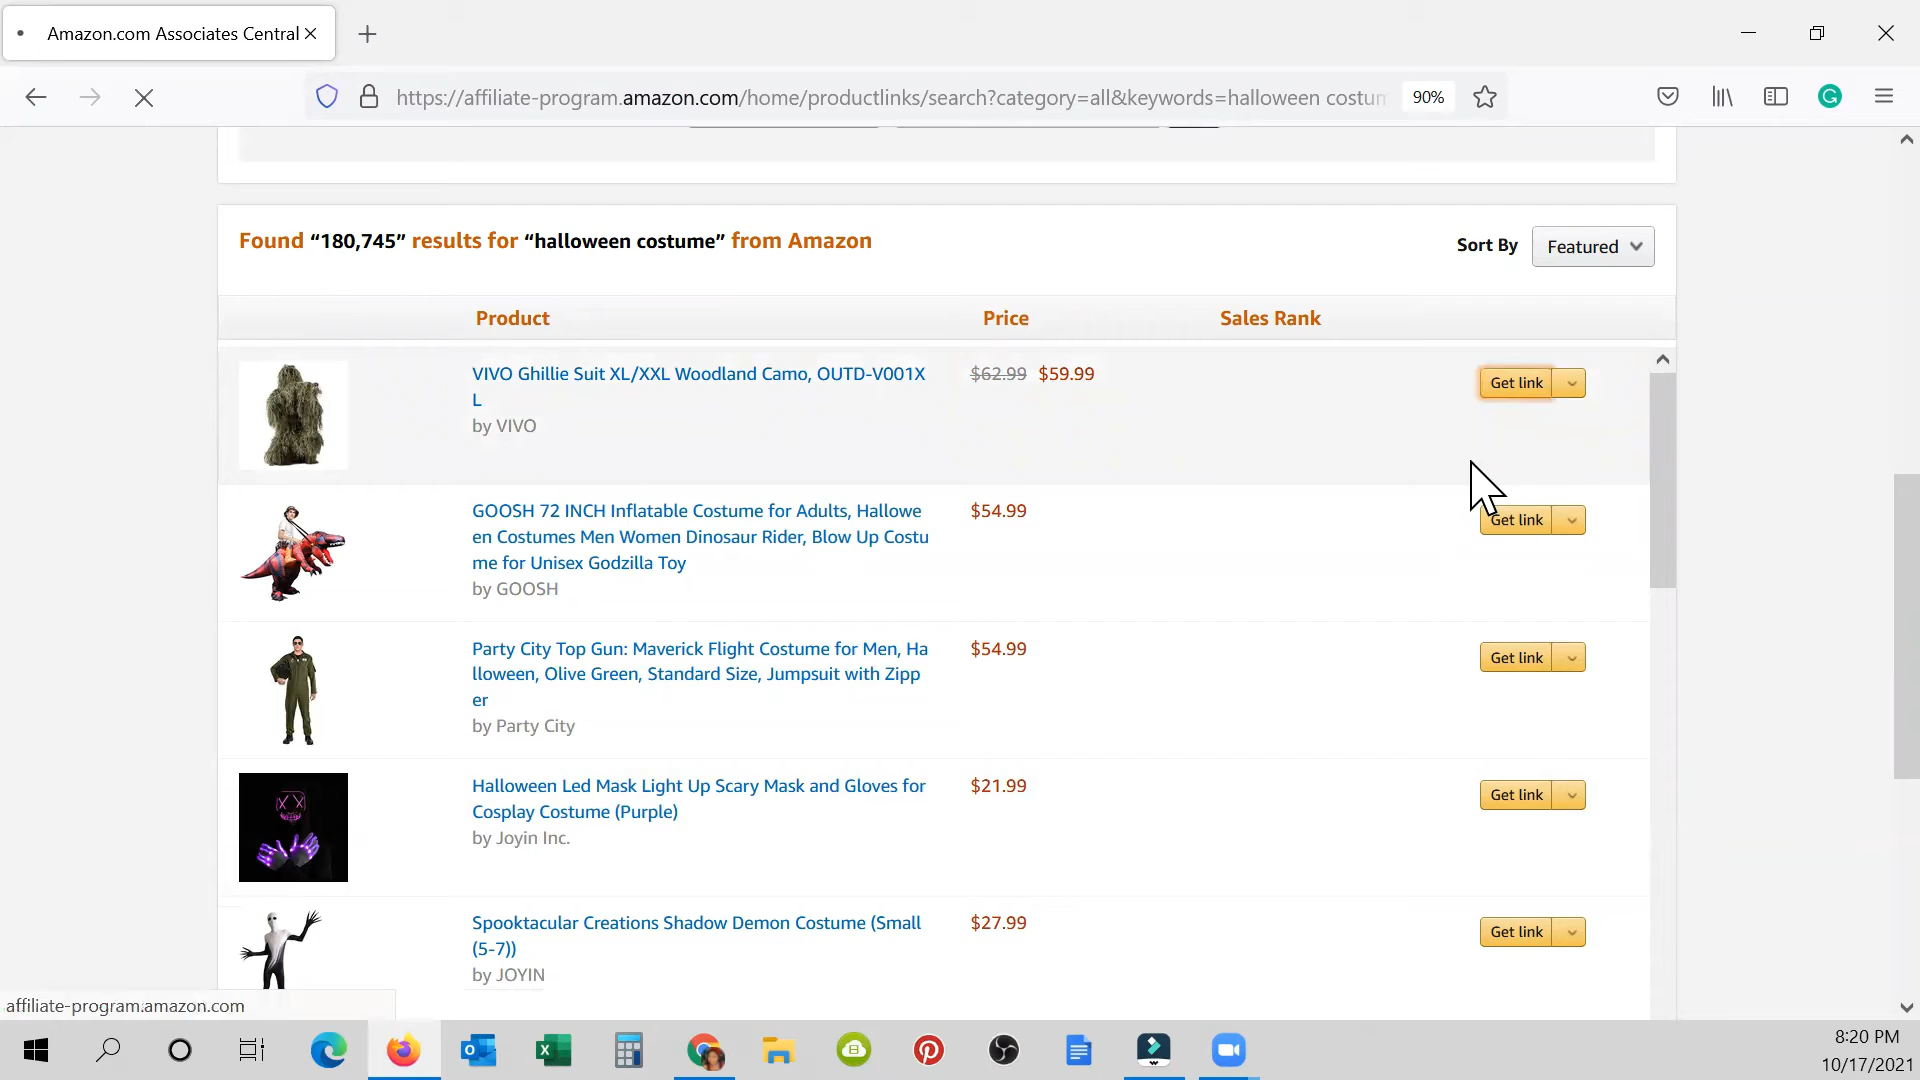 Amazon.com Associates Central
https://affiliate-program.amazon.com/home/productlinks/search?category=all&keywords=halloween costum
90%
Found “180,745” results for “halloween costume” from Amazon
Sort By
Featured
Product
Price
Sales Rank
VIVO Ghillie Suit XL/XXL Woodland Camo, OUTD-V001X
L
by VIVO
$62.99 $59.99
Get link
GOOSH 72 INCH Inflatable Costume for Adults, Hallowe
en Costumes Men Women Dinosaur Rider, Blow Up Costu
me for Unisex Godzilla Toy
by GOOSH
$54.99
Get link
Party City Top Gun: Maverick Flight Costume for Men, Ha
lloween, Olive Green, Standard Size, Jumpsuit with Zipp
er
by Party City
$54.99
Get link
Halloween Led Mask Light Up Scary Mask and Gloves for
Cosplay Costume (Purple)
by Joyin Inc.
$21.99
Get link
Spooktacular Creations Shadow Demon Costume (Small
(5-7))
by JOYIN
$27.99
Get link
affiliate-program.amazon.com
8:20 PM
10/17/2021